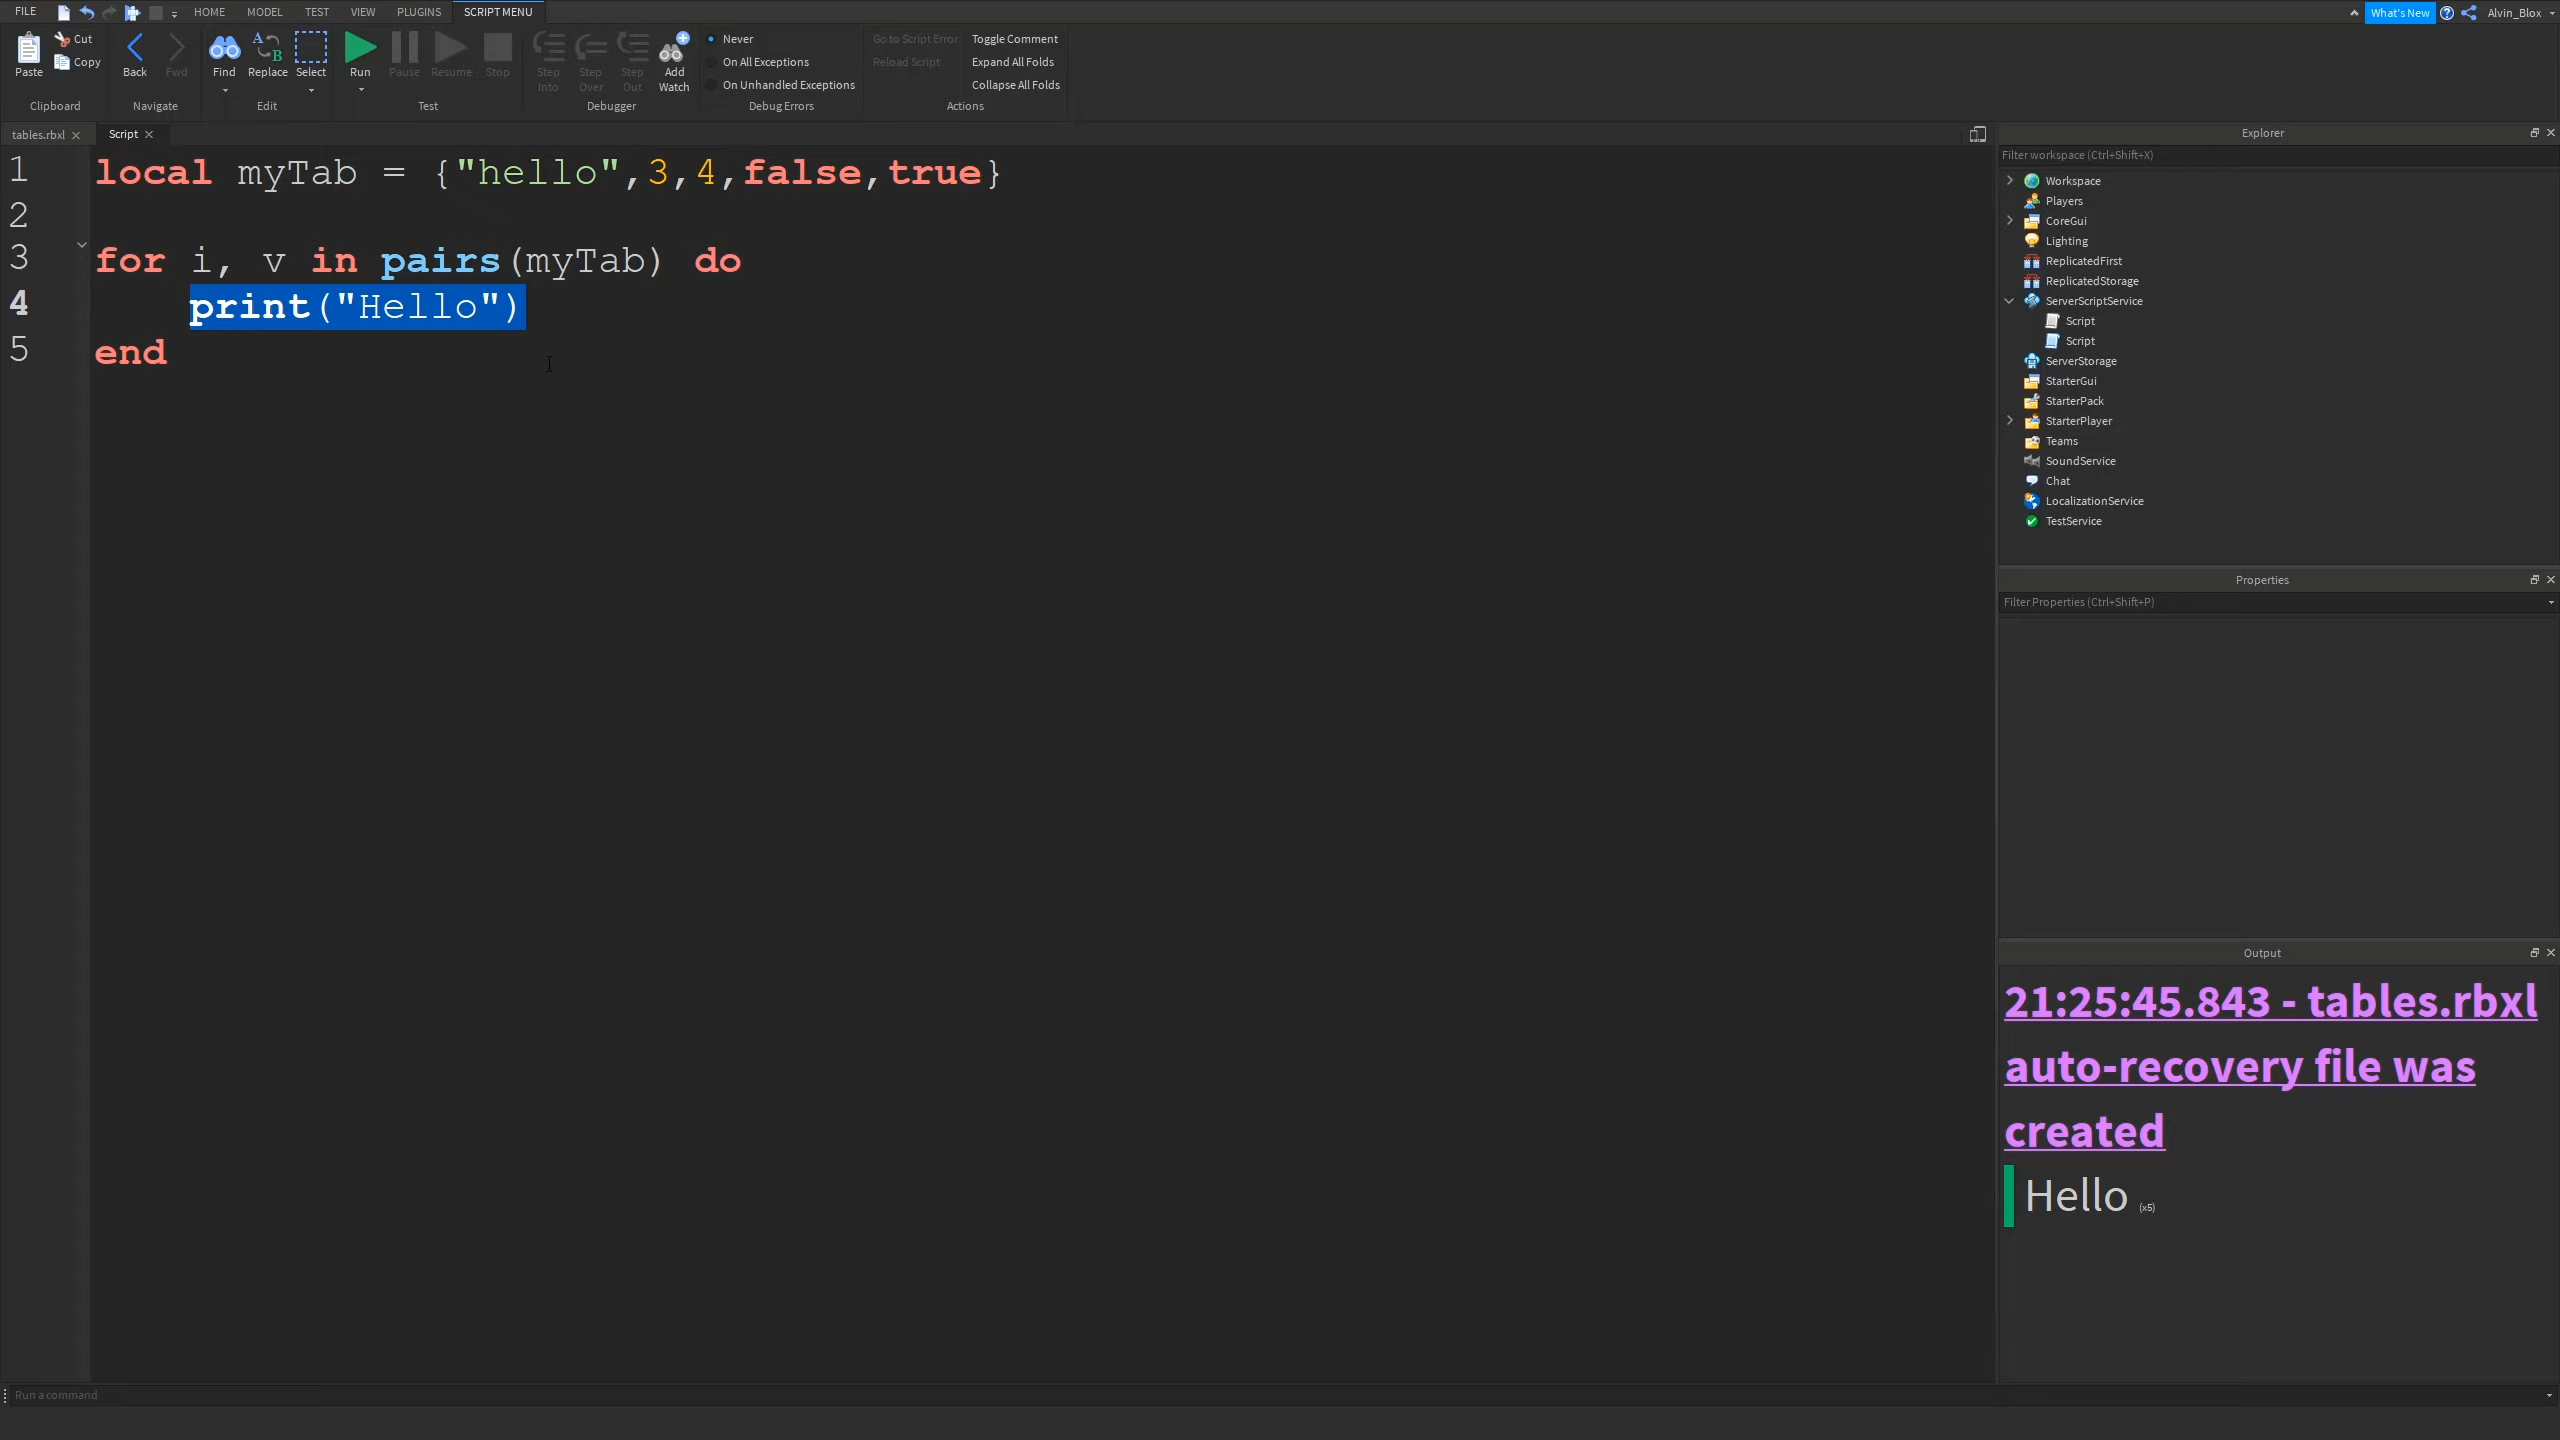 FILE HOME MODEL TEST VIEW PLUGINS SCRIPT MENU What's New Alvin_Blox
Paste Cut Copy Back Fwd Find Replace Select Run Pause Resume Stop Step Into Step Over Step Out Add Watch
Never
On All Exceptions
On Unhandled Exceptions
Go to Script Error
Reload Script
Toggle Comment
Expand All Folds
Collapse All Folds
Clipboard Navigate Edit Test Debugger Debug Errors Actions
tables.rbxl Script
1 local myTab = {"hello",3,4,false,true}
2
3 for i, v in pairs(myTab) do
4 print("Hello")
5 end
Explorer
Filter workspace (Ctrl+Shift+X)
Workspace
Players
CoreGui
Lighting
ReplicatedFirst
ReplicatedStorage
ServerScriptService
Script
Script
ServerStorage
StarterGui
StarterPack
StarterPlayer
Teams
SoundService
Chat
LocalizationService
TestService
Properties
Filter Properties (Ctrl+Shift+P)
Output
21:25:45.843 - tables.rbxl
auto-recovery file was
created
Hello (x5)
Run a command